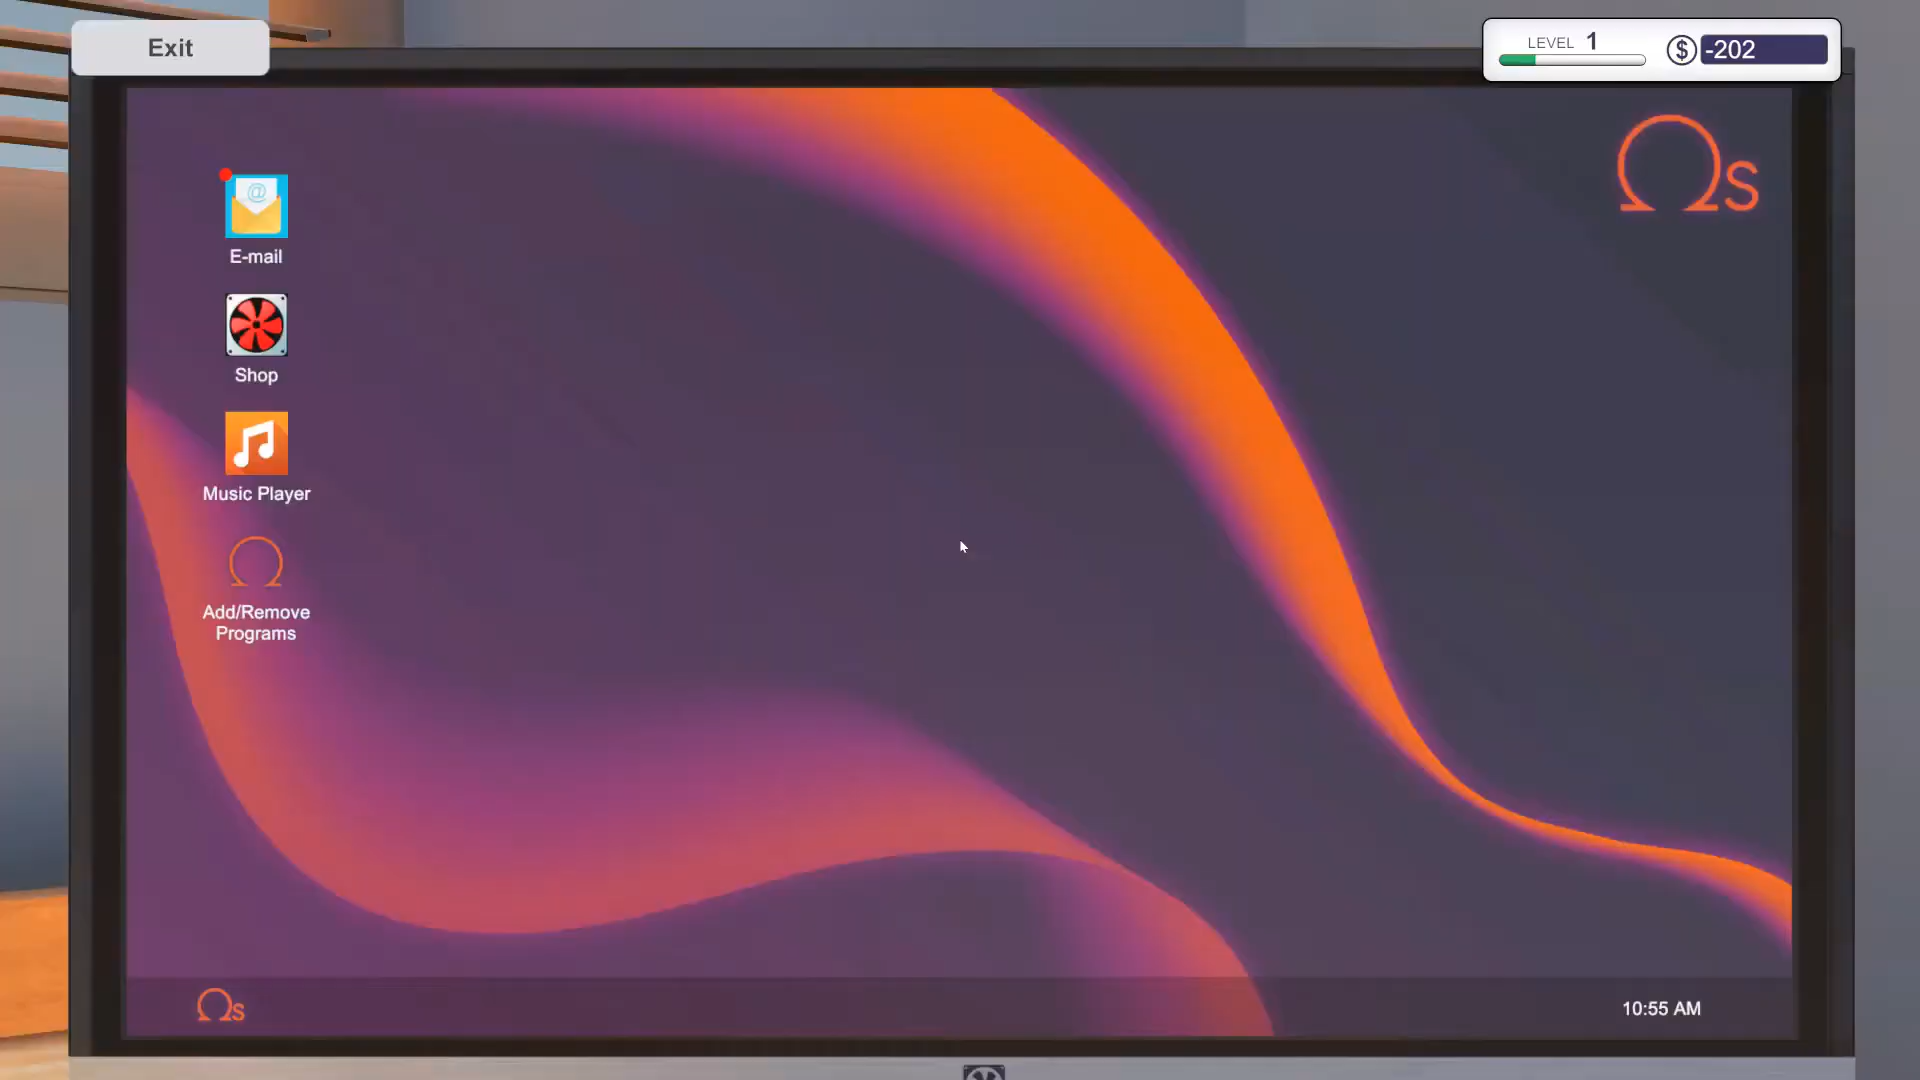 Exit
LEVEL 1
$ -202
Ωs
E-mail
Shop
Music Player
Add/Remove
Programs
Ωs
10:55 AM